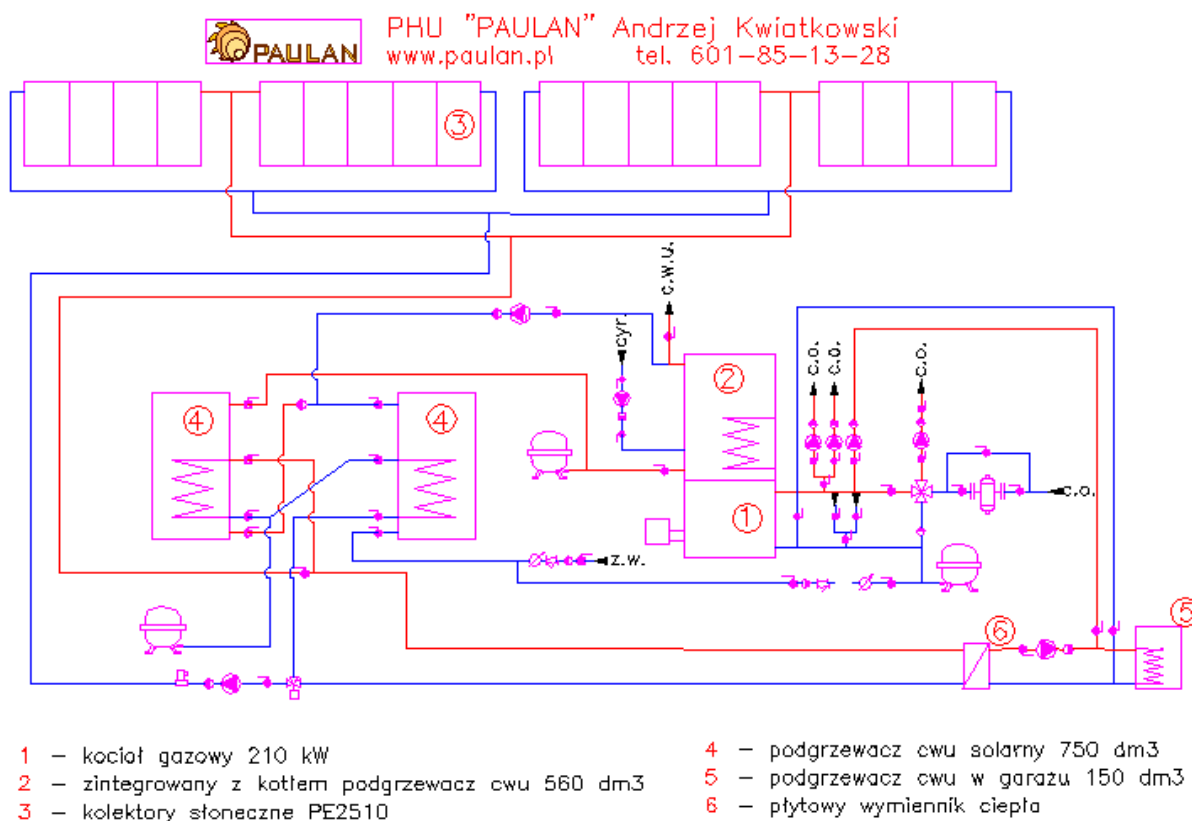 PAULAN
PHU "PAULAN" Andrzej Kwiatkowski
www.paulan.pl tel. 601-85-13-28
3
c.w.u.
cyr.
c.o.
c.o.
c.o.
2
4
4
1
c.o.
z.w.
6
5
1 – kocioł gazowy 210 kW
2 – zintegrowany z kotłem podgrzewacz cwu 560 dm3
3 – kolektory słoneczne PE2510
4 – podgrzewacz cwu solarny 750 dm3
5 – podgrzewacz cwu w garażu 150 dm3
6 – płytowy wymiennik ciepła